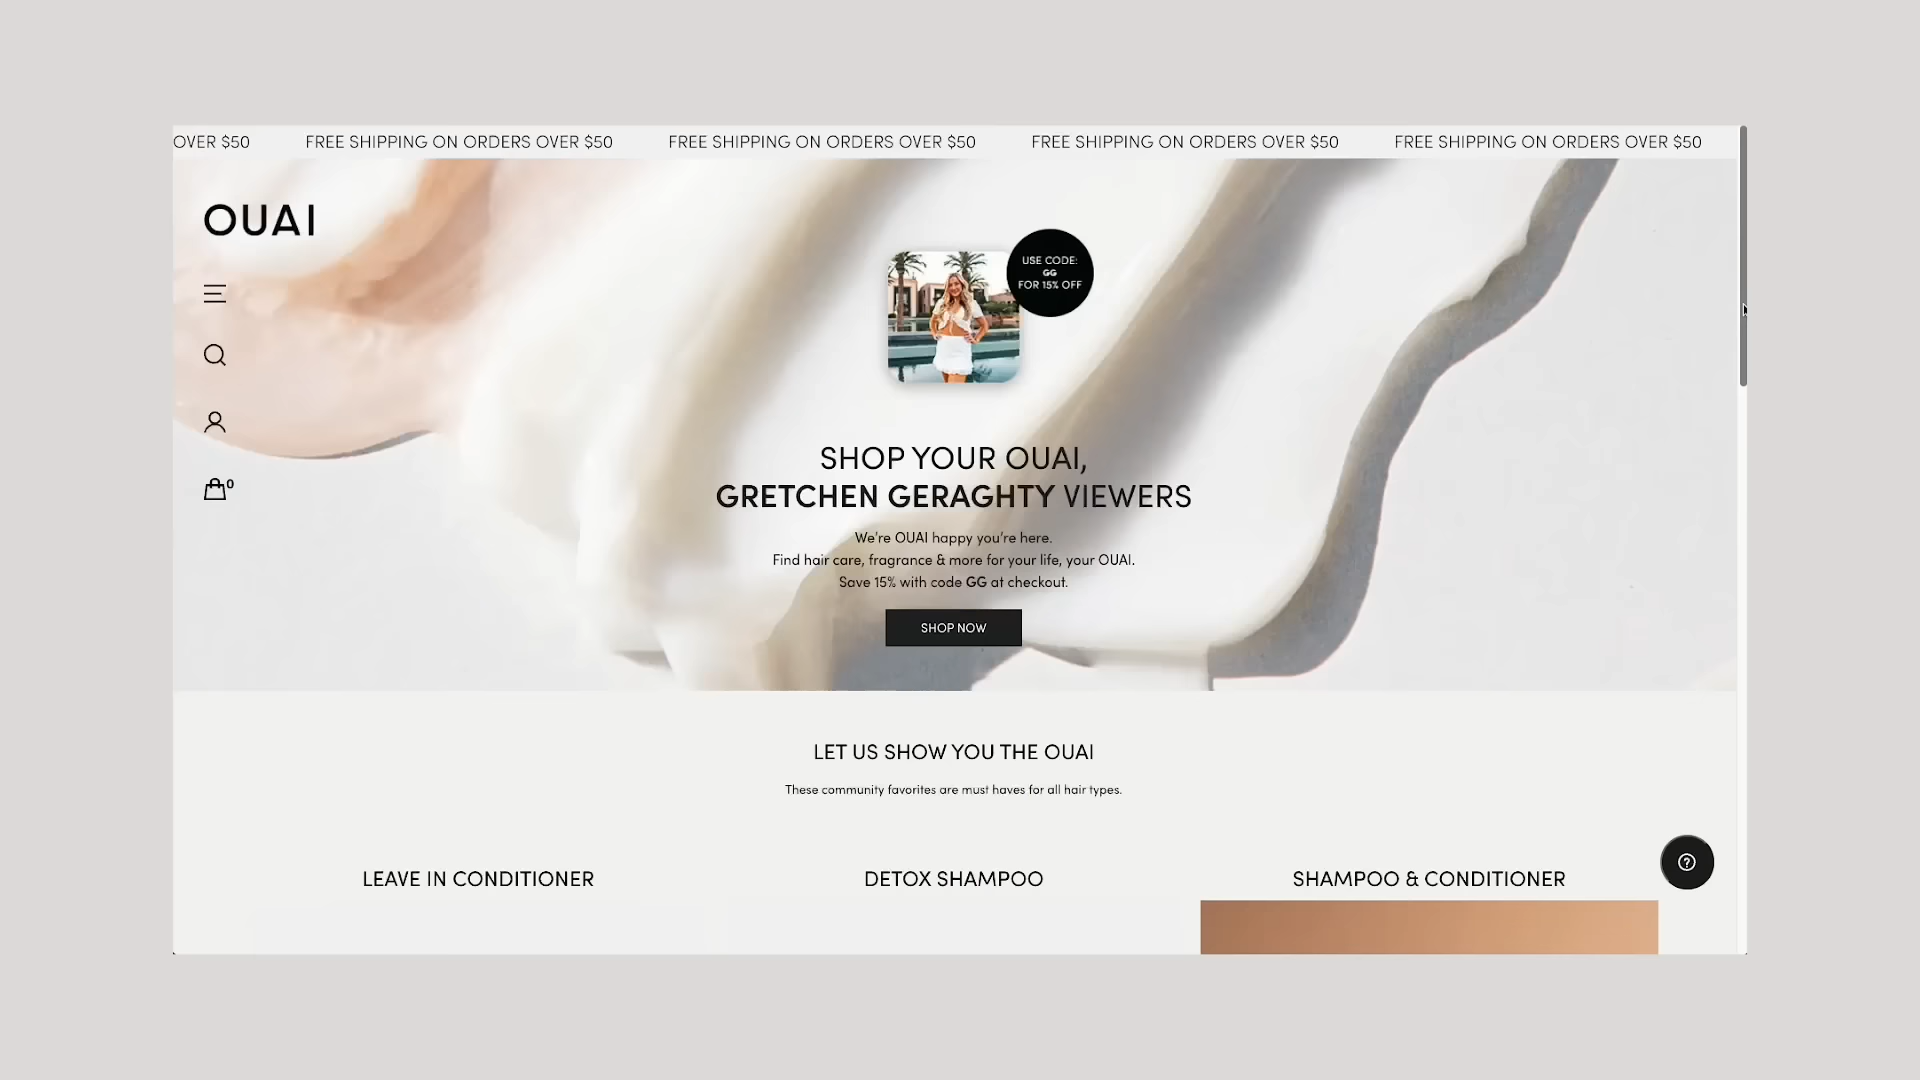 OVER $50 FREE SHIPPING ON ORDERS OVER $50 FREE SHIPPING ON ORDERS OVER $50 FREE SHIPPING ON ORDERS OVER $50 FREE SHIPPING ON ORDERS OVER $50
OUAI
USE CODE:
GG
FOR 15% OFF
0
SHOP YOUR OUAI,
GRETCHEN GERAGHTY VIEWERS
We're OUAI happy you're here.
Find hair care, fragrance & more for your life, your OUAI.
Save 15% with code GG at checkout.
SHOP NOW
LET US SHOW YOU THE OUAI
These community favorites are must haves for all hair types.
LEAVE IN CONDITIONER DETOX SHAMPOO SHAMPOO & CONDITIONER
?